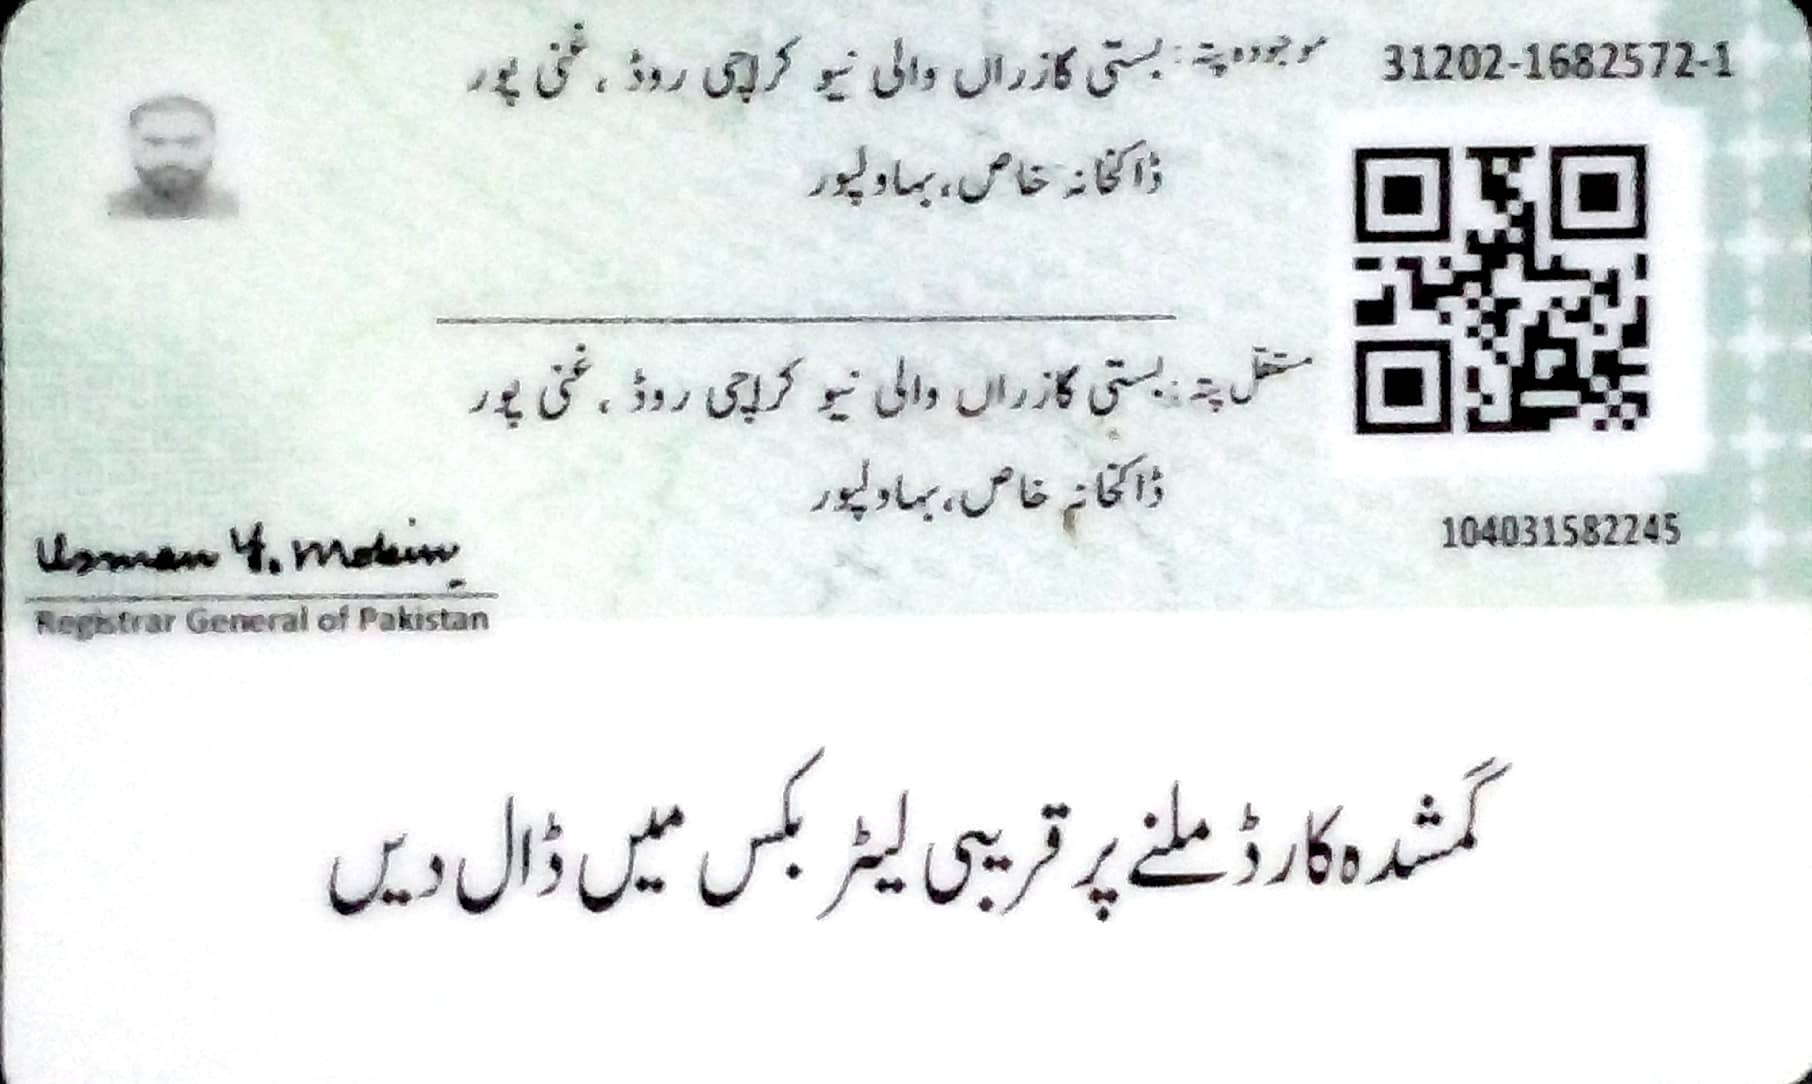 موجودہ پتہ: بستی گازراں والی نیو کراچی روڈ، غنی پور
ڈاکخانہ خاص، بہاولپور
31202-1682572-1
مستقل پتہ: بستی گازراں والی نیو کراچی روڈ، غنی پور
ڈاکخانہ خاص، بہاولپور
104031582245
Usman Y. Mobin
Registrar General of Pakistan
گمشدہ کارڈ ملنے پر قریبی لیٹر بکس میں ڈال دیں